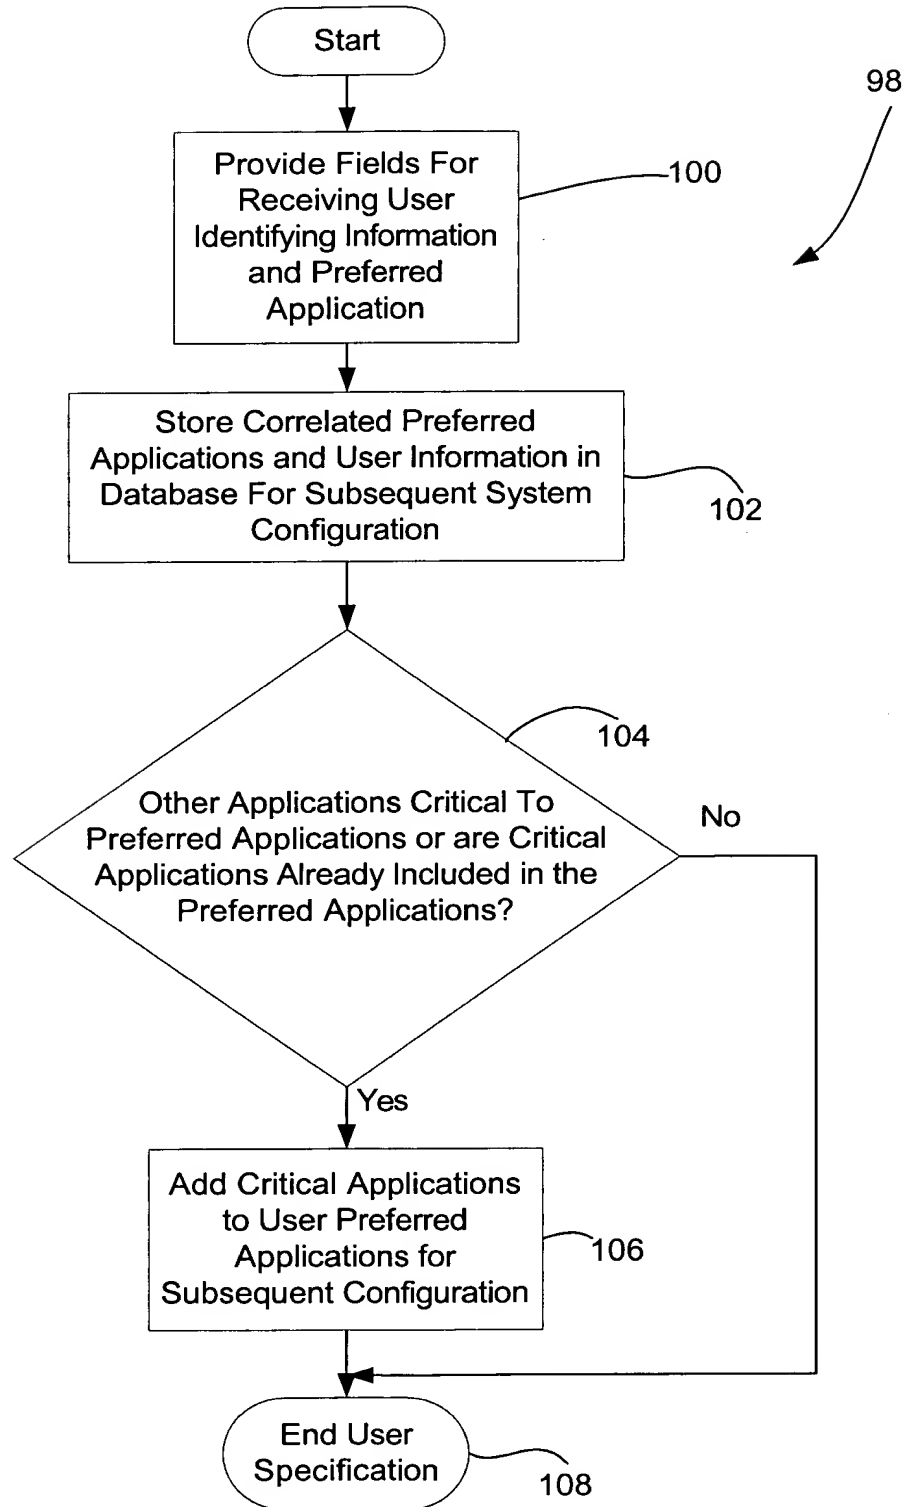 Start
98
Provide Fields For
Receiving User
Identifying Information
and Preferred
Application
100
Store Correlated Preferred
Applications and User Information in
Database For Subsequent System
Configuration
102
104
Other Applications Critical To
Preferred Applications or are Critical
Applications Already Included in the
Preferred Applications?
No
Yes
Add Critical Applications
to User Preferred
Applications for
Subsequent Configuration
106
End User
Specification
108